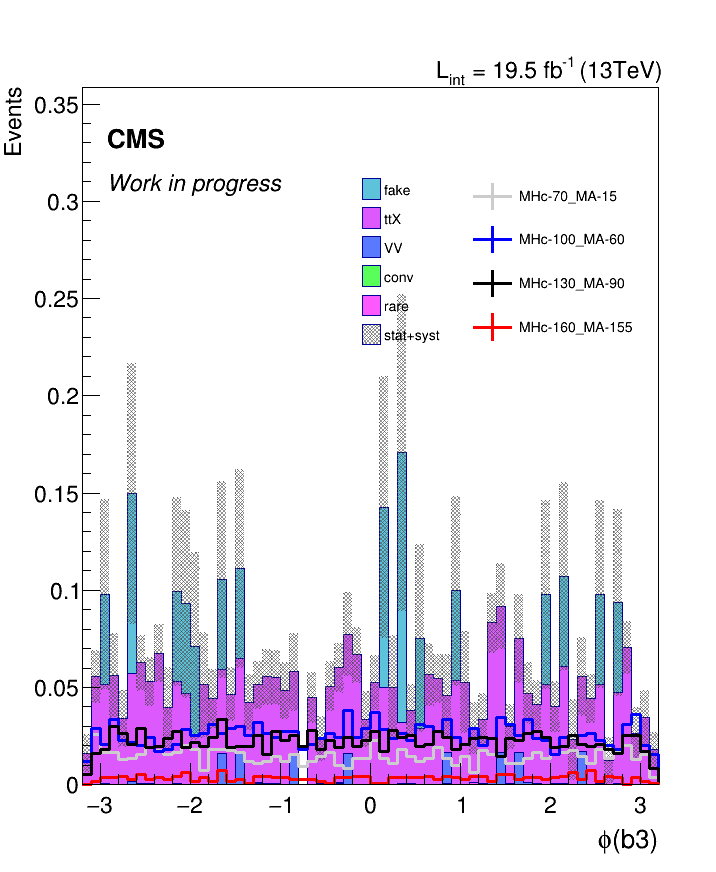 L_int = 19.5 fb^-1 (13TeV)
Events
CMS
Work in progress
fake
ttX
VV
conv
rare
stat+syst
MHc-70_MA-15
MHc-100_MA-60
MHc-130_MA-90
MHc-160_MA-155
0.35
0.3
0.25
0.2
0.15
0.1
0.05
0
−3 −2 −1 0 1 2 3
ϕ(b3)